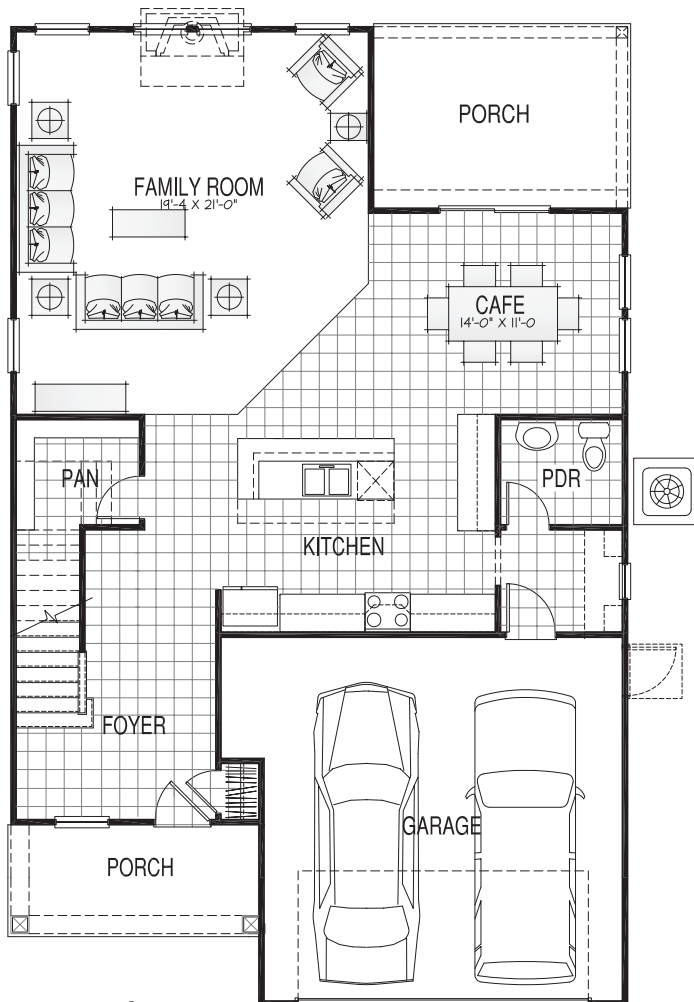 PORCH
FAMILY ROOM
19'-4 X 21'-0"
CAFE
14'-0" X 11'-0
PAN
PDR
KITCHEN
FOYER
GARAGE
PORCH